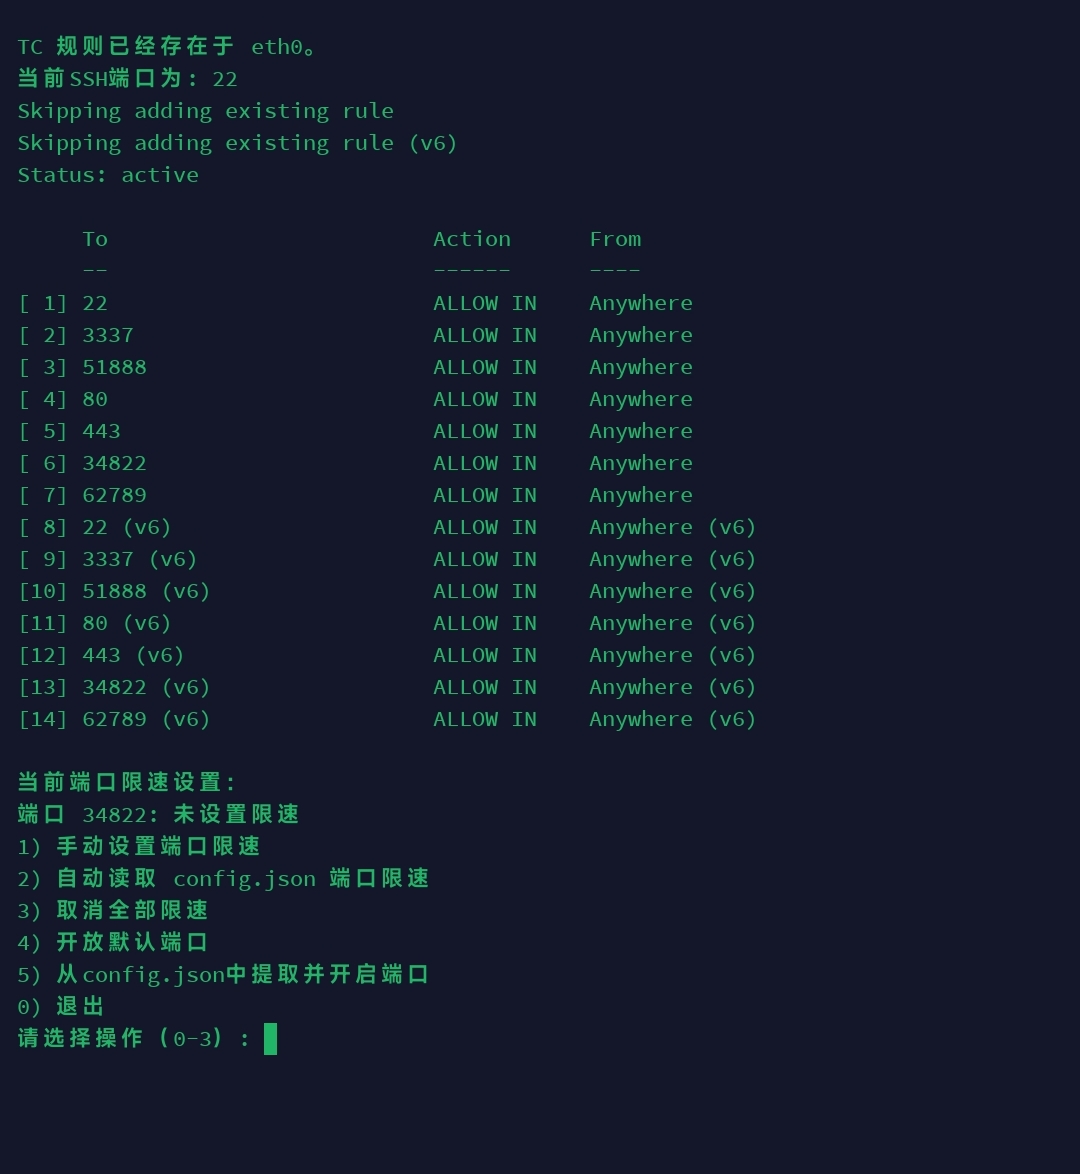 TC 规则已经存在于 eth0。
当前SSH端口为: 22
Skipping adding existing rule
Skipping adding existing rule (v6)
Status: active
To Action From
-- ------ ----
[ 1] 22 ALLOW IN Anywhere
[ 2] 3337 ALLOW IN Anywhere
[ 3] 51888 ALLOW IN Anywhere
[ 4] 80 ALLOW IN Anywhere
[ 5] 443 ALLOW IN Anywhere
[ 6] 34822 ALLOW IN Anywhere
[ 7] 62789 ALLOW IN Anywhere
[ 8] 22 (v6) ALLOW IN Anywhere (v6)
[ 9] 3337 (v6) ALLOW IN Anywhere (v6)
[10] 51888 (v6) ALLOW IN Anywhere (v6)
[11] 80 (v6) ALLOW IN Anywhere (v6)
[12] 443 (v6) ALLOW IN Anywhere (v6)
[13] 34822 (v6) ALLOW IN Anywhere (v6)
[14] 62789 (v6) ALLOW IN Anywhere (v6)
当前端口限速设置:
端口 34822: 未设置限速
1) 手动设置端口限速
2) 自动读取 config.json 端口限速
3) 取消全部限速
4) 开放默认端口
5) 从config.json中提取并开启端口
0) 退出
请选择操作（0-3）: